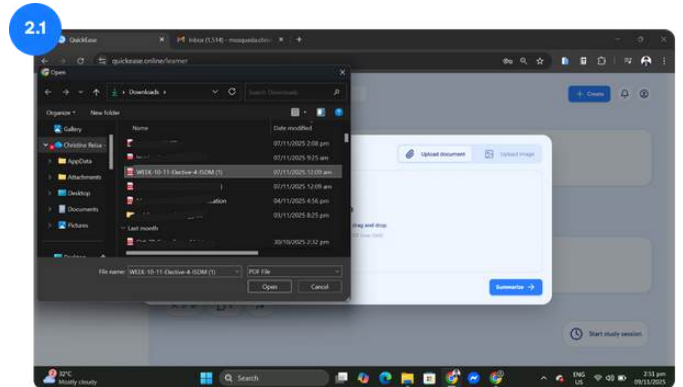 2.1
QuickEase
Inbox (1,514) - mosqueda.chris
quickease.online/learner
Open
Downloads
Search Downloads
Organize
New folder
Name
Date modified
Gallery
Christine Relsa -
AppData
Attachments
Desktop
Documents
Pictures
07/11/2025 2:08 pm
07/11/2025 9:25 am
WEEK-10-11-Elective-4-ISDM (1)
07/11/2025 12:09 am
07/11/2025 12:09 am
ation
04/11/2025 4:56 pm
03/11/2025 8:25 pm
Last month
30/10/2025 2:32 pm
File name:
WEEK-10-11-Elective-4-ISDM (1)
PDF File
Open
Cancel
+ Create
Upload document
Upload image
drag and drop
Summarize →
Start study session
32°C
Mostly cloudy
Search
ENG
US
2:51 pm
09/11/2025